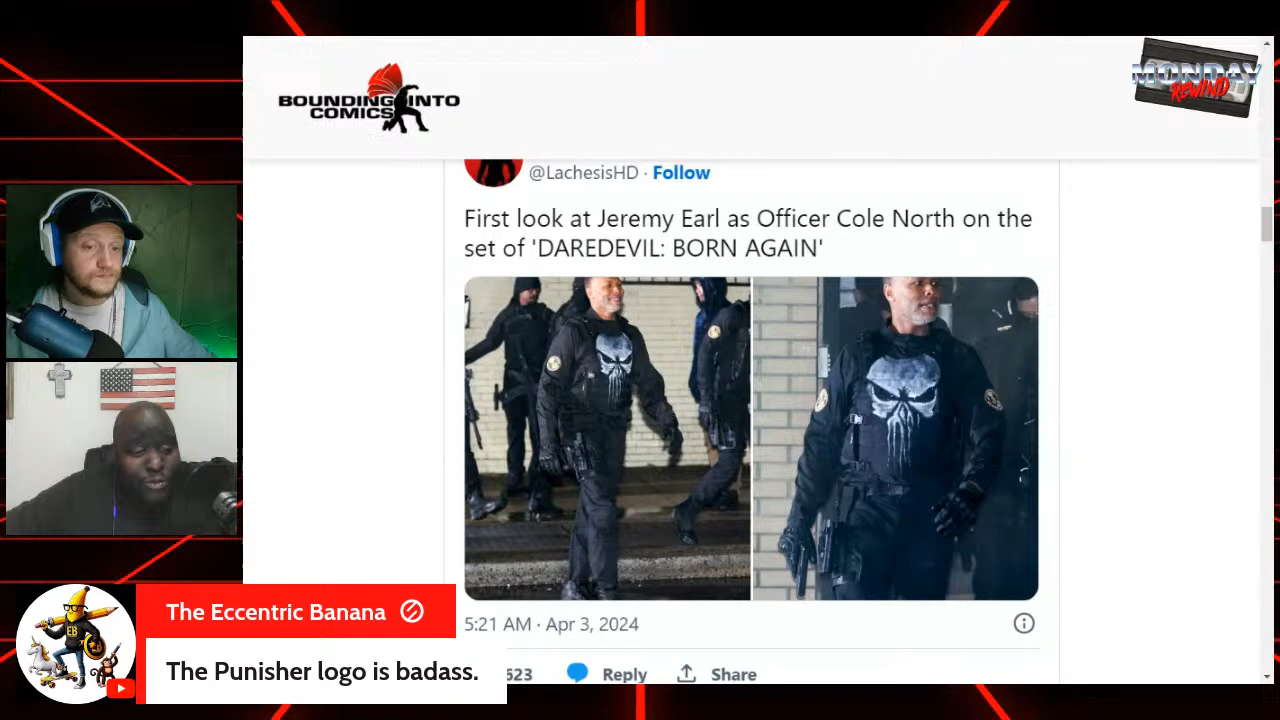 BOUNDING INTO
COMICS
MONDAY
REWIND
@LachesisHD · Follow
First look at Jeremy Earl as Officer Cole North on the
set of 'DAREDEVIL: BORN AGAIN'
5:21 AM · Apr 3, 2024
623 Reply Share
The Eccentric Banana
EB
The Punisher logo is badass.